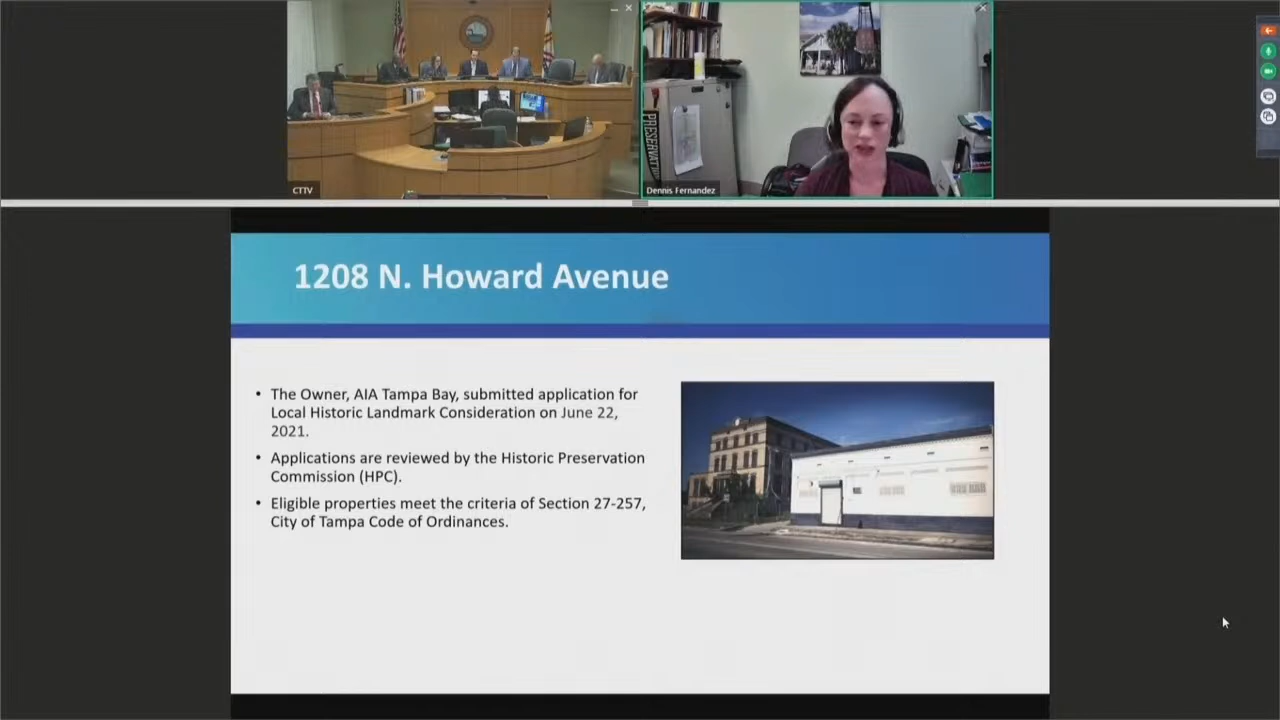 CTTV
PRESERVATI
Dennis Fernandez
1208 N. Howard Avenue
• The Owner, AIA Tampa Bay, submitted application for
Local Historic Landmark Consideration on June 22,
2021.
• Applications are reviewed by the Historic Preservation
Commission (HPC).
• Eligible properties meet the criteria of Section 27-257,
City of Tampa Code of Ordinances.